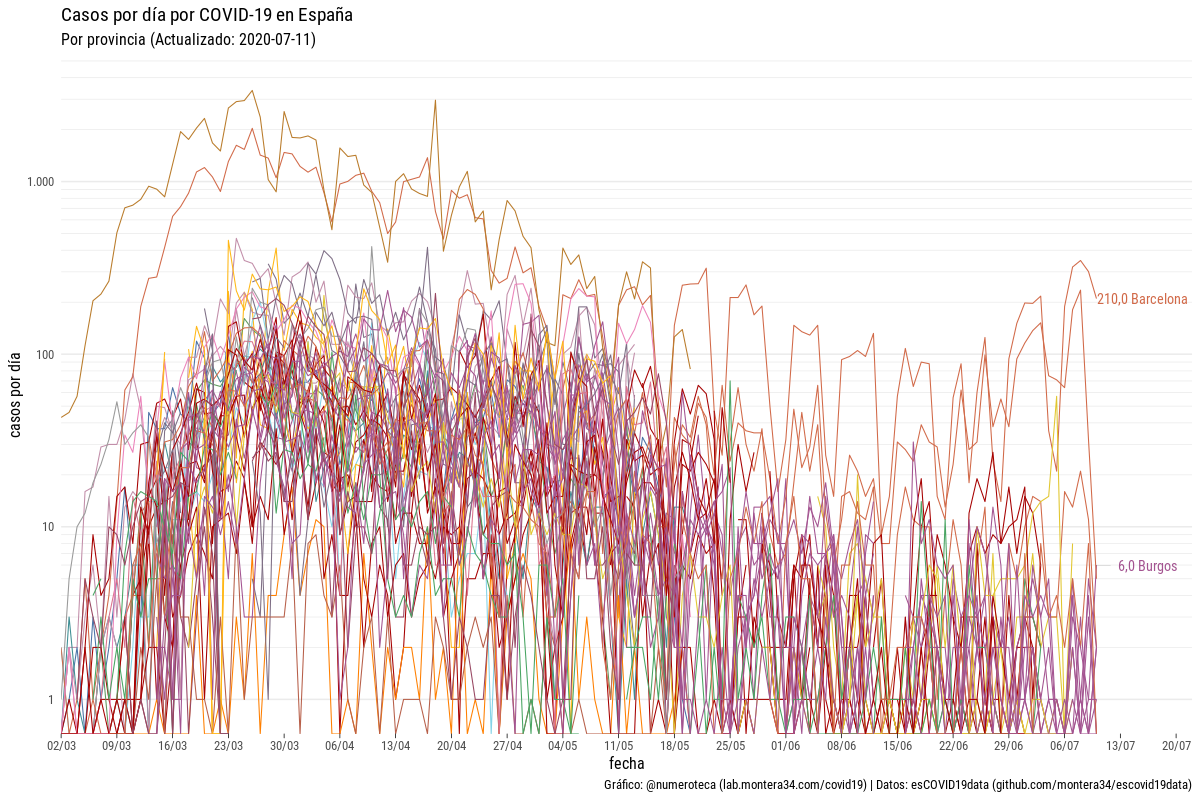 Casos por día por COVID-19 en España
Por provincia (Actualizado: 2020-07-11)
casos por día
1.000
100
10
1
210,0 Barcelona
6,0 Burgos
02/03 09/03 16/03 23/03 30/03 06/04 13/04 20/04 27/04 04/05 11/05 18/05 25/05 01/06 08/06 15/06 22/06 29/06 06/07 13/07 20/07
fecha
Gráfico: @numeroteca (lab.montera34.com/covid19) | Datos: esCOVID19data (github.com/montera34/escovid19data)